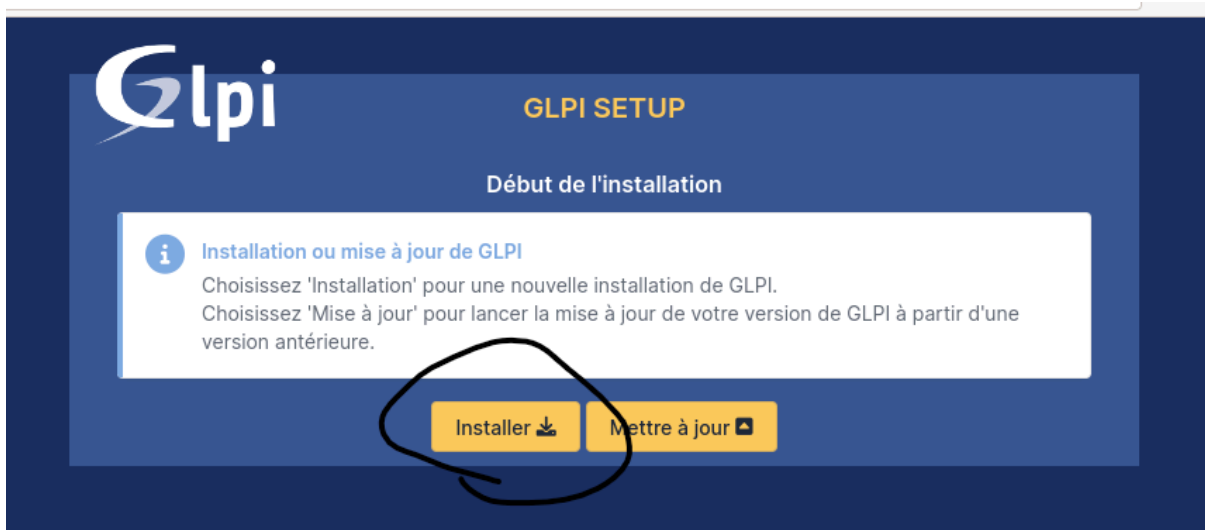 Glpi
GLPI SETUP
Début de l'installation
Installation ou mise à jour de GLPI
Choisissez 'Installation' pour une nouvelle installation de GLPI.
Choisissez 'Mise à jour' pour lancer la mise à jour de votre version de GLPI à partir d'une
version antérieure.
Installer
Mettre à jour